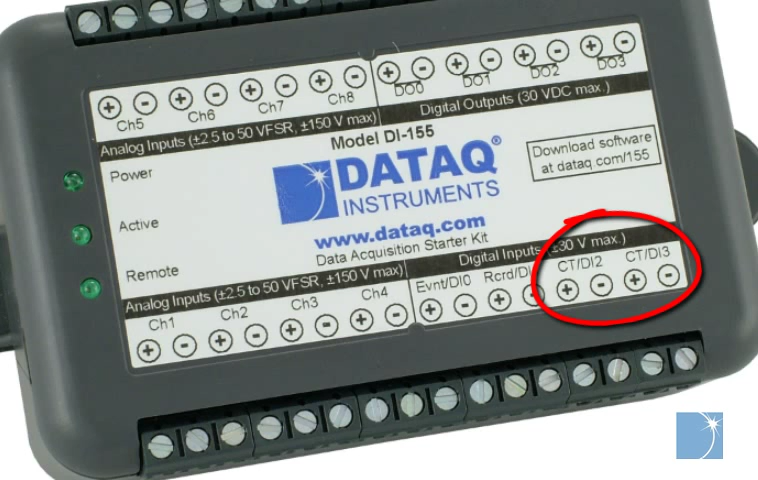 + - + - + - + - + - + - + - + -
Ch5 Ch6 Ch7 Ch8 DO0 DO1 DO2 DO3
Analog Inputs (±2.5 to 50 VFSR, ±150 V max) Digital Outputs (30 VDC max.)
Model DI-155
Power
DATAQ®
INSTRUMENTS
Download software
at dataq.com/155
Active
www.dataq.com
Data Acquisition Starter Kit
Remote
Analog Inputs (±2.5 to 50 VFSR, ±150 V max) Digital Inputs (±30 V max.)
Ch1 Ch2 Ch3 Ch4 Evnt/DI0 Rcrd/DI CT/DI2 CT/DI3
+ - + - + - + - + - + - + - + -